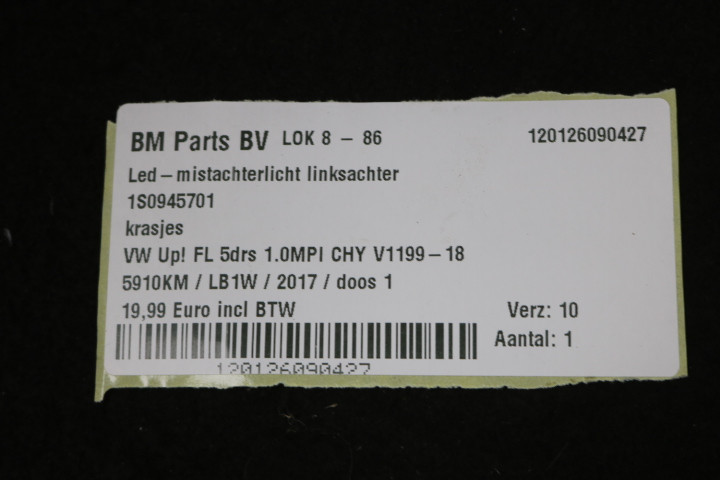 BM Parts BV LOK 8 – 86 120126090427
Led – mistachterlicht linksachter
1S0945701
krasjes
VW Up! FL 5drs 1.0MPI CHY V1199 – 18
5910KM / LB1W / 2017 / doos 1
19,99 Euro incl BTW Verz: 10
Aantal: 1
120126090427